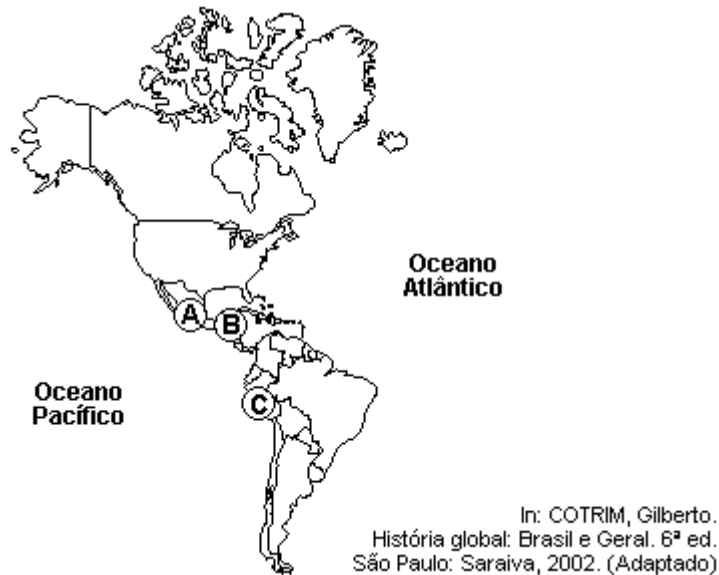 Oceano
Atlântico
A
B
Oceano
Pacífico
C
In: COTRIM, Gilberto.
História global: Brasil e Geral. 6ª ed.
São Paulo: Saraiva, 2002. (Adaptado)